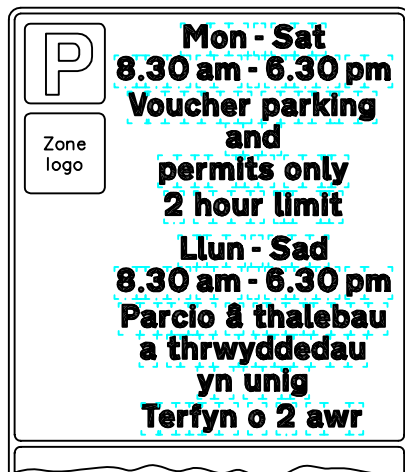 P
Zone
logo
Mon - Sat
8.30 am - 6.30 pm
Voucher parking
and
permits only
2 hour limit
Llun - Sad
8.30 am - 6.30 pm
Parcio â thalebau
a thrwyddedau
yn unig
Terfyn o 2 awr